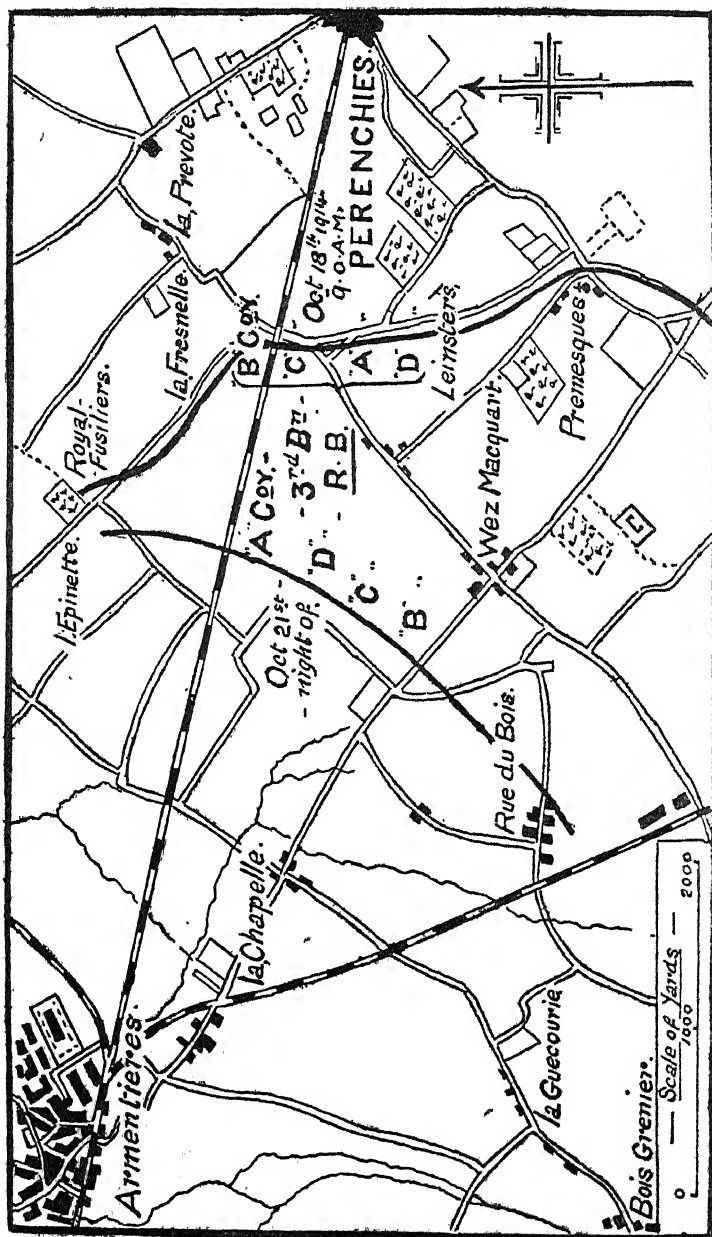 Armentières.
l'Epinette.
Royal-
Fusiliers.
la Fresnelle.
la, Prevote.
la, Chapelle.
Oct 21st -
- night of.
"A" Coy. -
"D" - 3rd Bn -
R.B.
"C" "
"B" "
"B" Coy.
"C" "
"A" "
"D" "
Oct 18th 1914.
9.0.A.M.
PERENCHIES.
Leinsters.
Wez Macquart.
Premesques
Rue du Bois.
la Guecourie
Bois Grenier.
Scale of Yards
0 1000 2000